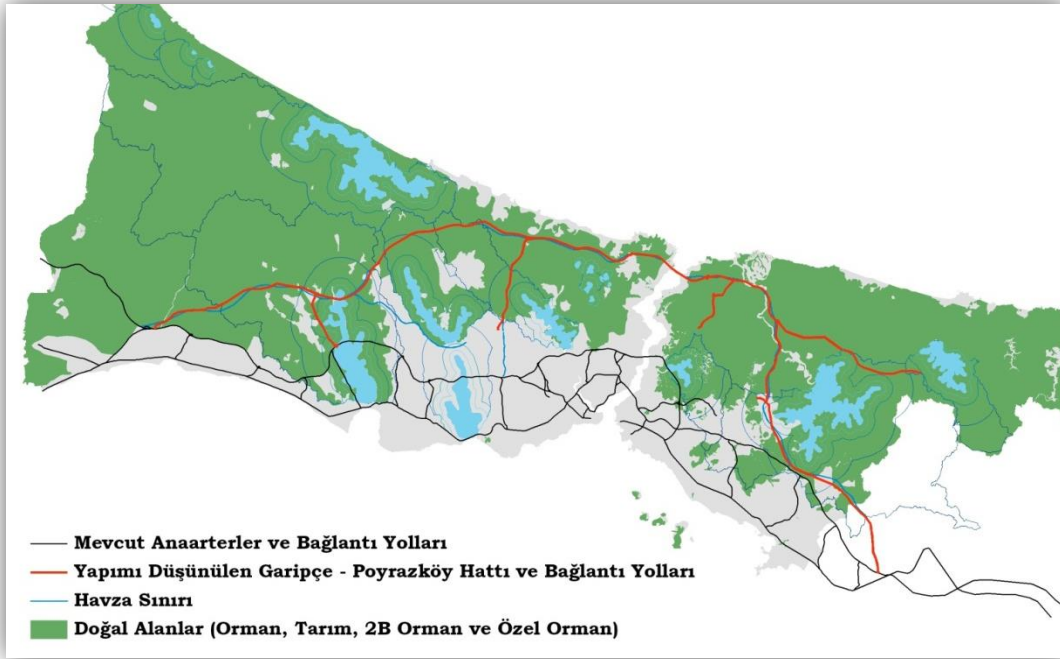 Mevcut Anaarterler ve Bağlantı Yolları
Yapımı Düşünülen Garipçe - Poyrazköy Hattı ve Bağlantı Yolları
Havza Sınırı
Doğal Alanlar (Orman, Tarım, 2B Orman ve Özel Orman)